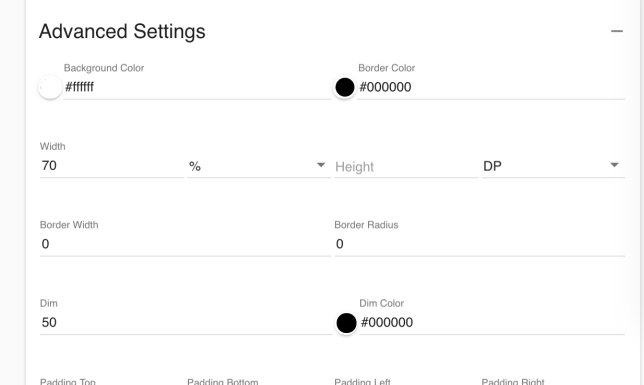 Advanced Settings
Background Color
Border Color
#ffffff
#000000
Width
70
%
Height
DP
Border Width
Border Radius
0
0
Dim
Dim Color
50
#000000
Padding Top
Padding Bottom
Padding Left
Padding Right